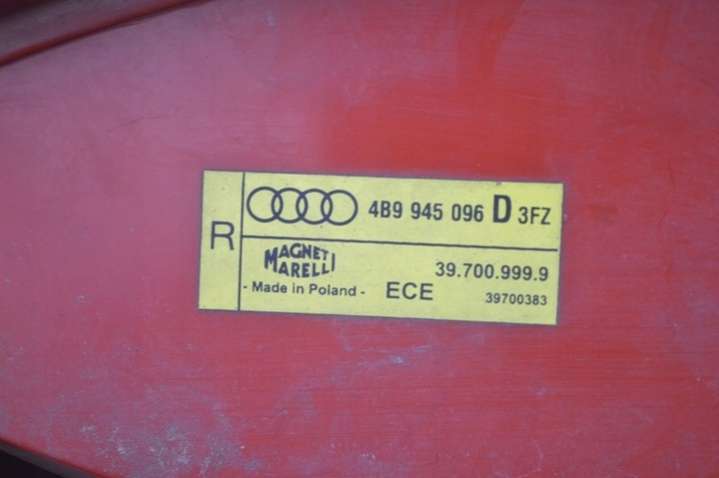 R
4B9 945 096 D 3FZ
MAGNETI MARELLI
39.700.999.9
- Made in Poland -
ECE
39700383